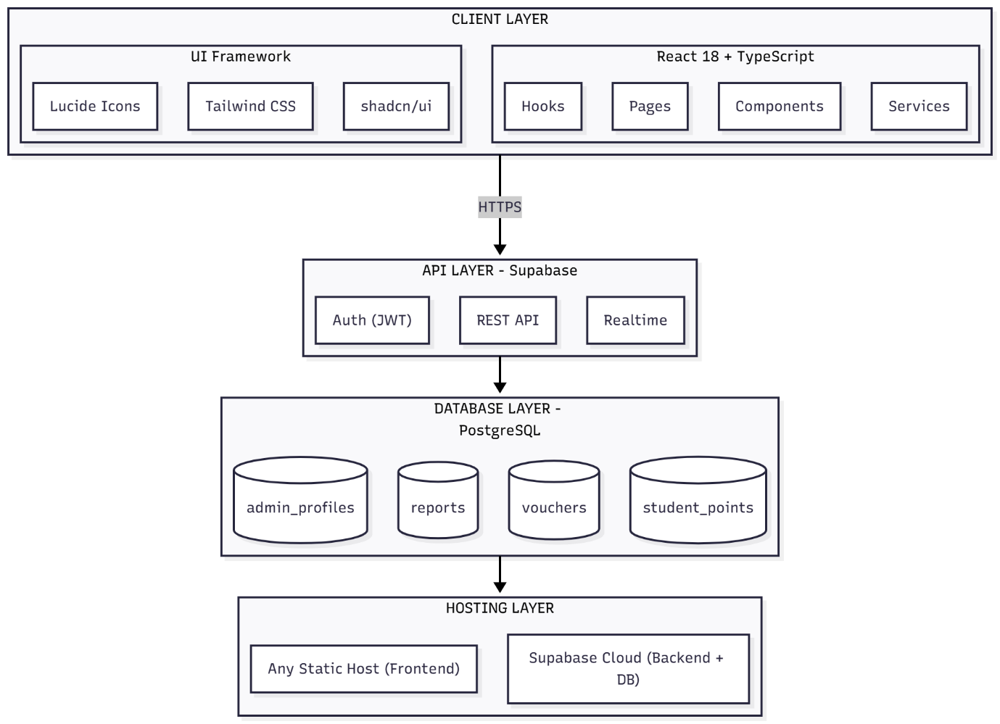 CLIENT LAYER
UI Framework
Lucide Icons
Tailwind CSS
shadcn/ui
React 18 + TypeScript
Hooks
Pages
Components
Services
HTTPS
API LAYER - Supabase
Auth (JWT)
REST API
Realtime
DATABASE LAYER -
PostgreSQL
admin_profiles
reports
vouchers
student_points
HOSTING LAYER
Any Static Host (Frontend)
Supabase Cloud (Backend +
DB)